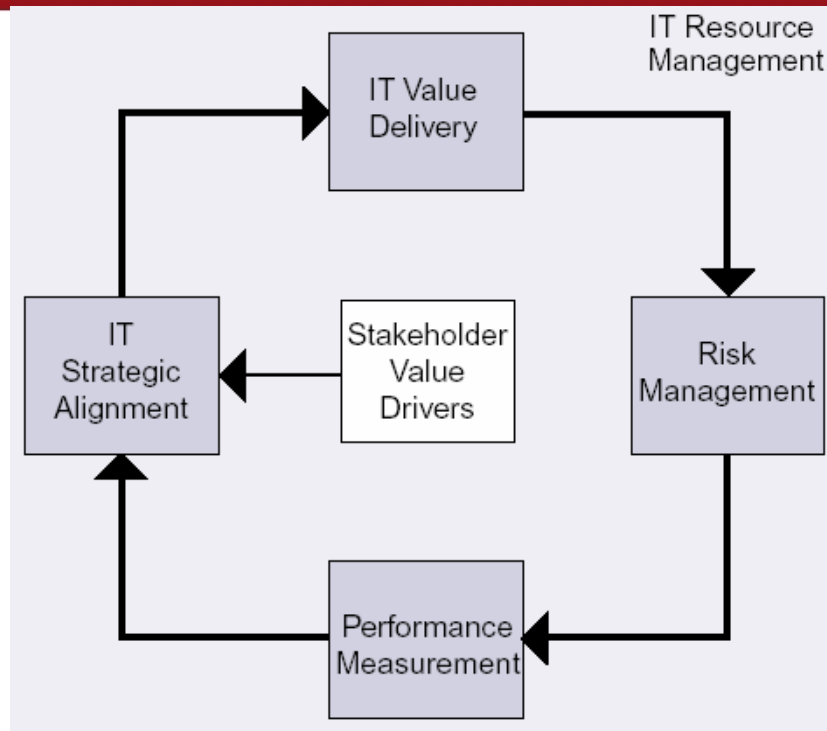 IT Resource
Management
IT Value
Delivery
IT
Strategic
Alignment
Stakeholder
Value
Drivers
Risk
Management
Performance
Measurement